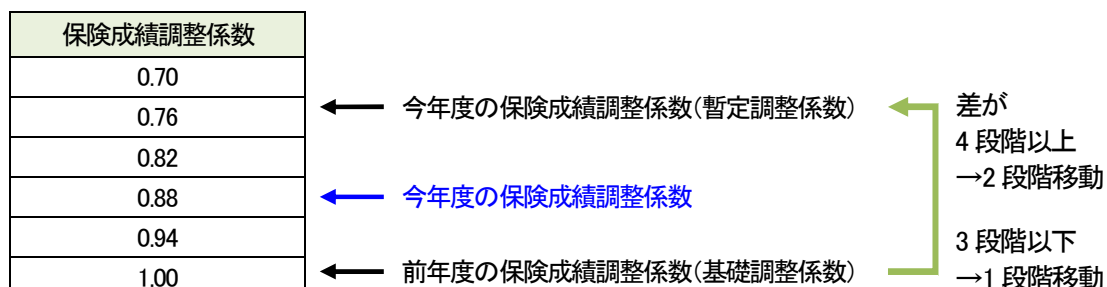 保険成績調整係数
0.70
0.76
0.82
0.88
0.94
1.00
今年度の保険成績調整係数(暫定調整係数)
今年度の保険成績調整係数
前年度の保険成績調整係数(基礎調整係数)
差が
4段階以上
→2段階移動
3段階以下
→1段階移動